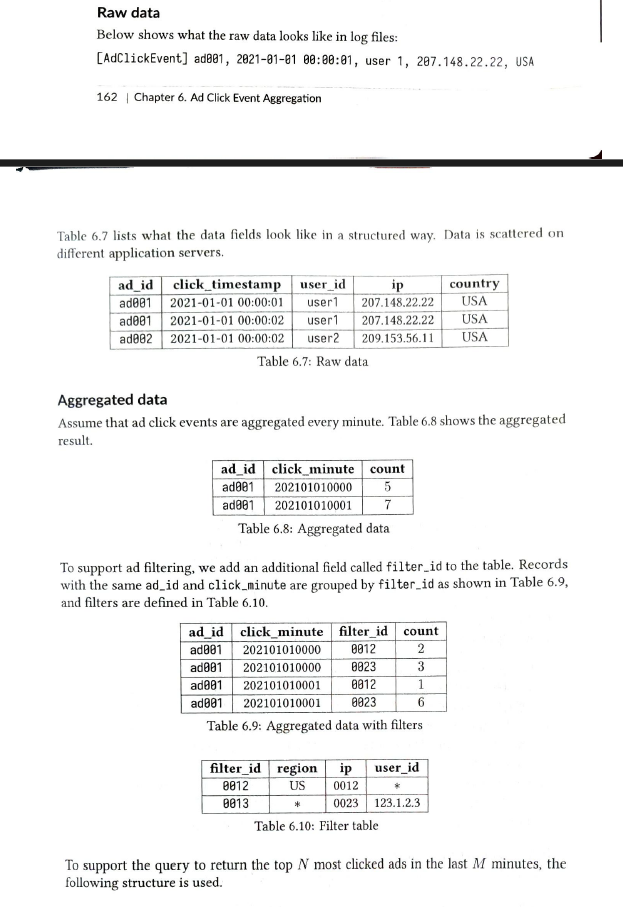 Raw data
Below shows what the raw data looks like in log files:
[AdClickEvent] ad001, 2021-01-01 00:00:01, user 1, 207.148.22.22, USA
162 | Chapter 6. Ad Click Event Aggregation
Table 6.7 lists what the data fields look like in a structured way. Data is scattered on
different application servers.
ad_id click_timestamp user_id ip country
ad001 2021-01-01 00:00:01 user1 207.148.22.22 USA
ad001 2021-01-01 00:00:02 user1 207.148.22.22 USA
ad002 2021-01-01 00:00:02 user2 209.153.56.11 USA
Table 6.7: Raw data
Aggregated data
Assume that ad click events are aggregated every minute. Table 6.8 shows the aggregated
result.
ad_id click_minute count
ad001 202101010000 5
ad001 202101010001 7
Table 6.8: Aggregated data
To support ad filtering, we add an additional field called filter_id to the table. Records
with the same ad_id and click_minute are grouped by filter_id as shown in Table 6.9,
and filters are defined in Table 6.10.
ad_id click_minute filter_id count
ad001 202101010000 0012 2
ad001 202101010000 0023 3
ad001 202101010001 0012 1
ad001 202101010001 0023 6
Table 6.9: Aggregated data with filters
filter_id region ip user_id
0012 US 0012 *
0013 * 0023 123.1.2.3
Table 6.10: Filter table
To support the query to return the top N most clicked ads in the last M minutes, the
following structure is used.